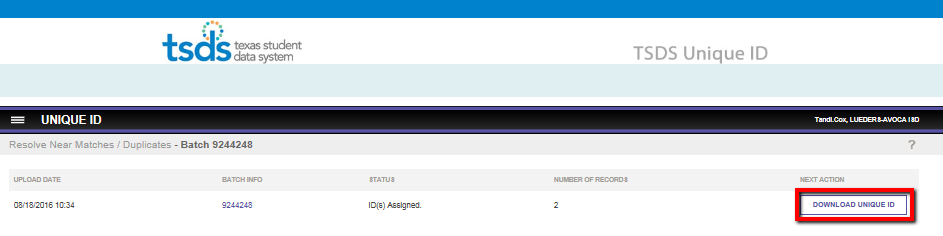 tsds texas student
data system
TSDS Unique ID
UNIQUE ID
Tandi.Cox, LUEDERS-AVOCA ISD
Resolve Near Matches / Duplicates - Batch 9244248
?
UPLOAD DATE BATCH INFO STATUS NUMBER OF RECORDS NEXT ACTION
08/18/2016 10:34 9244248 ID(s) Assigned. 2 DOWNLOAD UNIQUE ID